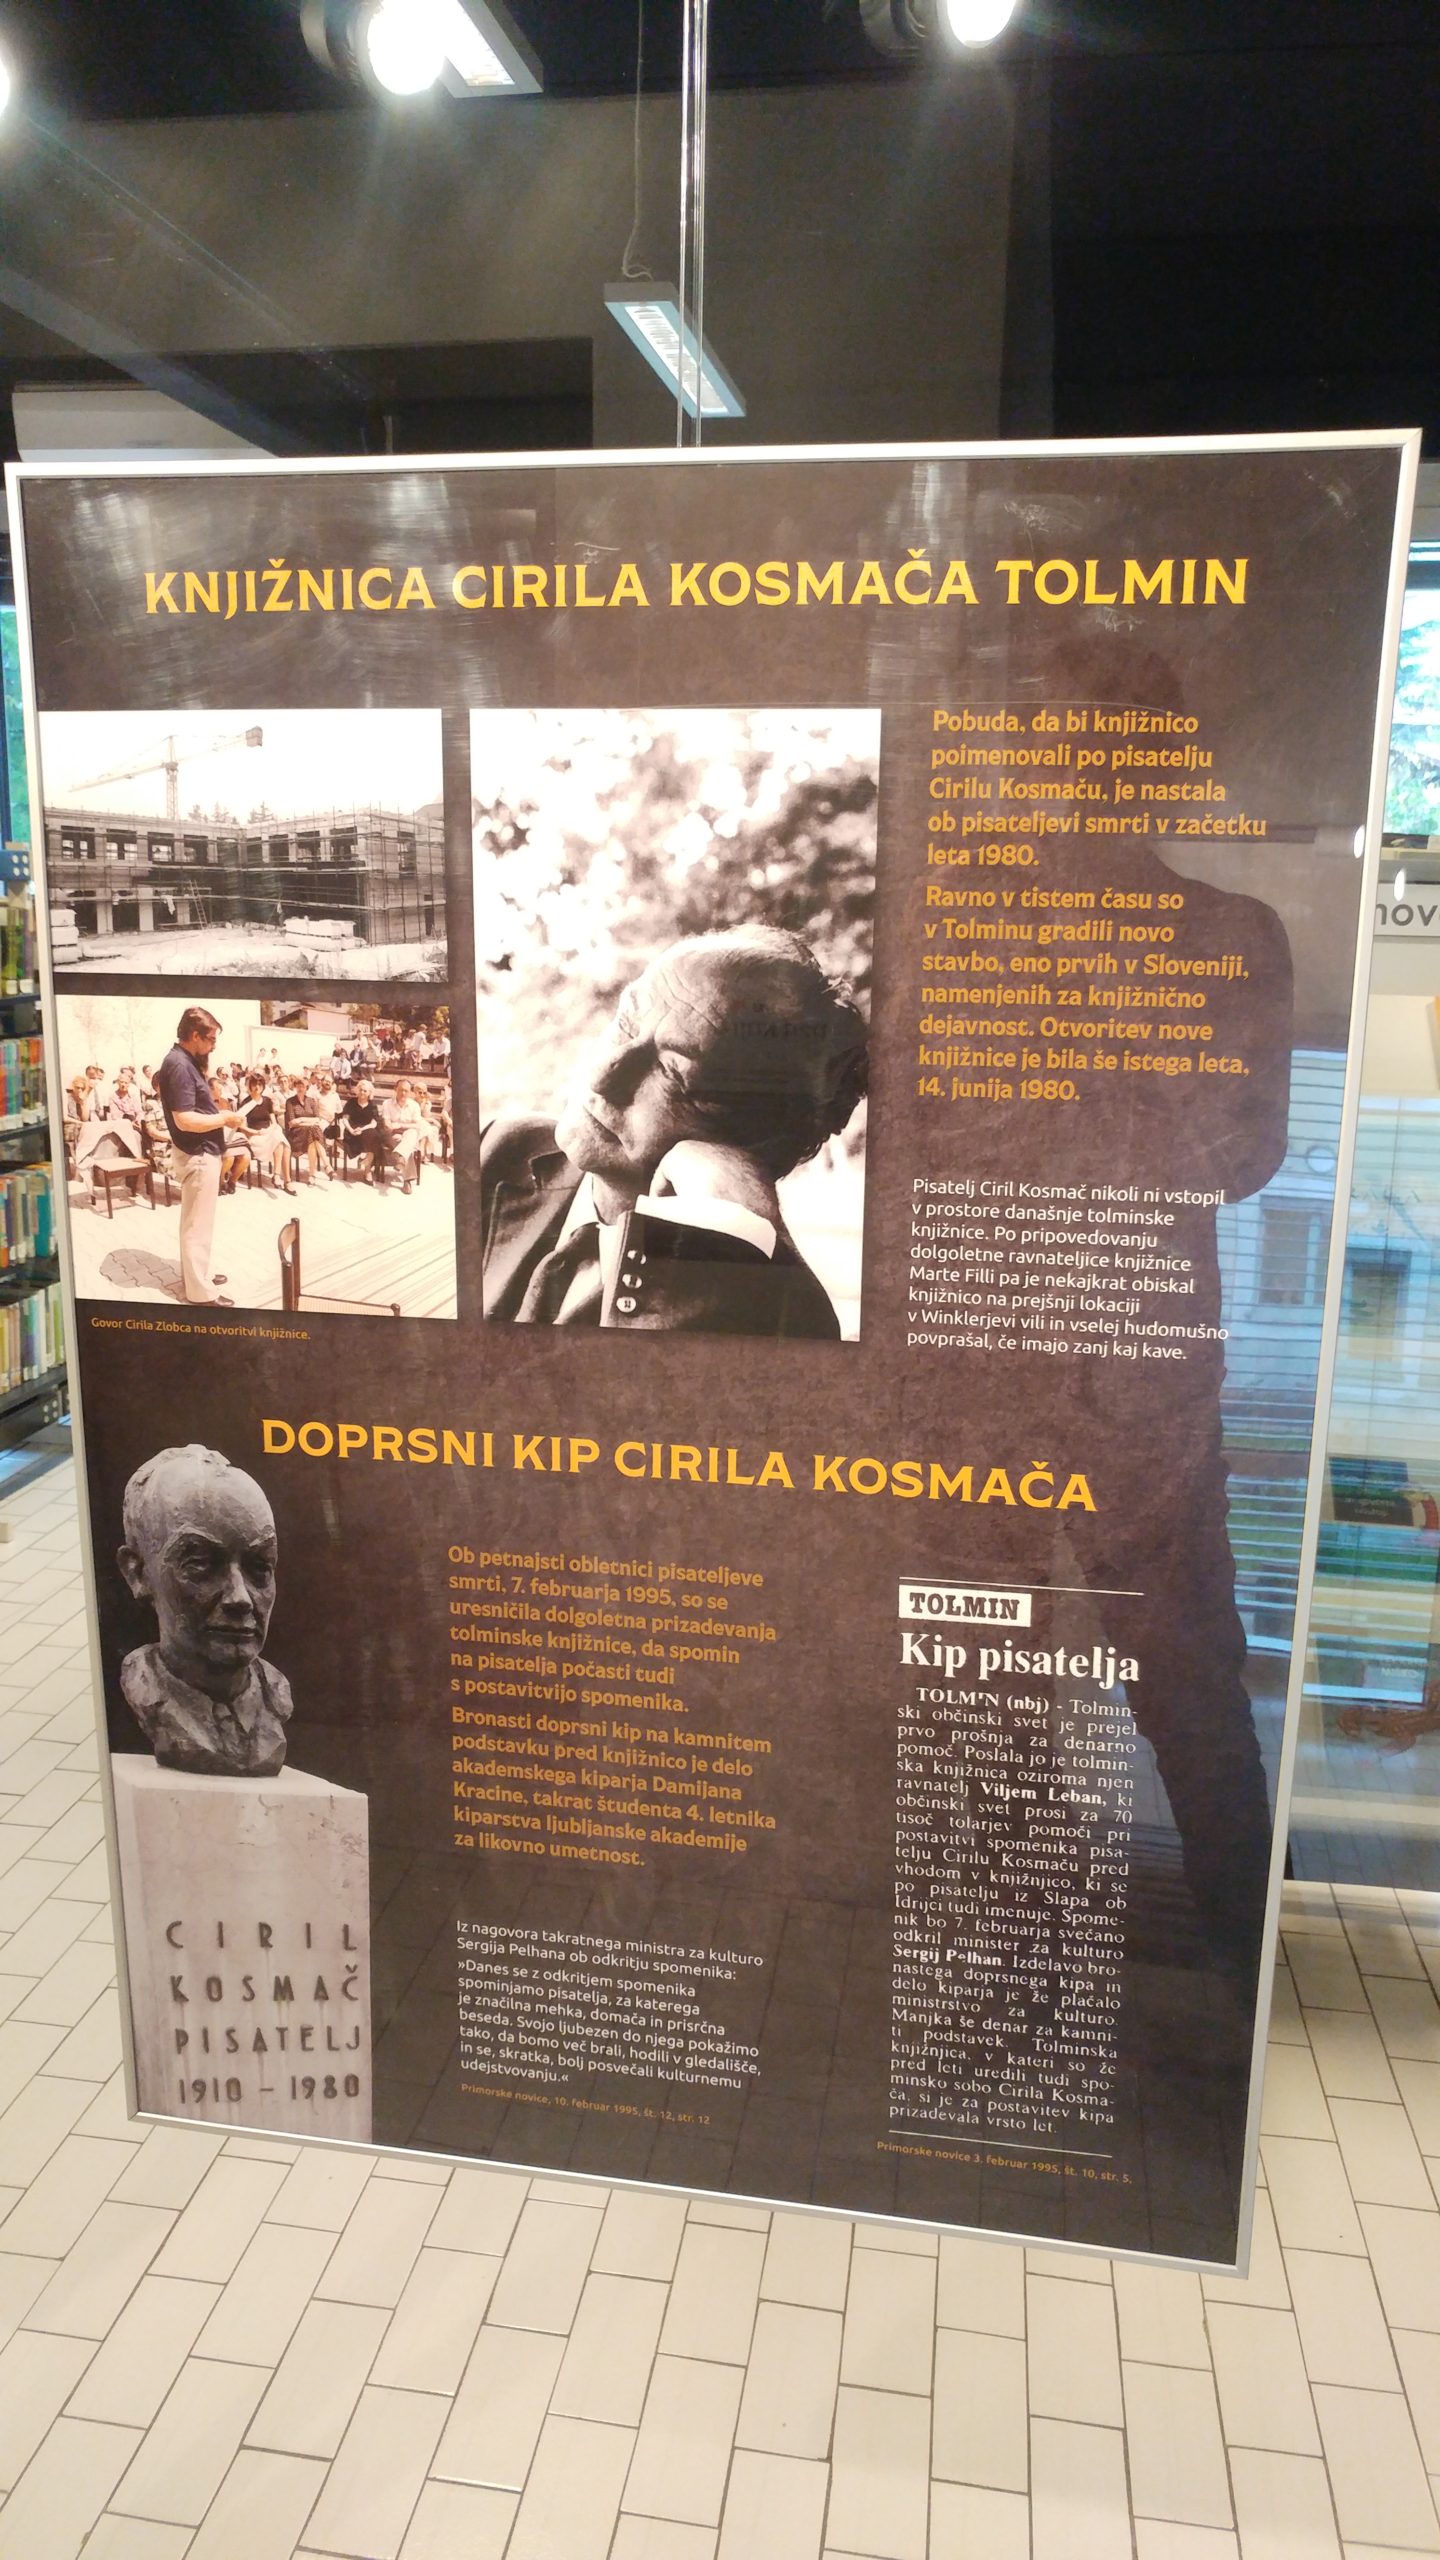 KNJIŽNICA CIRILA KOSMAČA TOLMIN
Pobuda, da bi knjižnico
poimenovali po pisatelju
Cirilu Kosmaču, je nastala
ob pisateljevi smrti v začetku
leta 1980.
Ravno v tistem času so
v Tolminu gradili novo
stavbo, eno prvih v Sloveniji,
namenjenih za knjižnično
dejavnost. Otvoritev nove
knjižnice je bila še istega leta,
14. junija 1980.
Pisatelj Ciril Kosmač nikoli ni vstopil
v prostore današnje tolminske
knjižnice. Po pripovedovanju
dolgoletne ravnateljice knjižnice
Marte Filli pa je nekajkrat obiskal
knjižnico na prejšnji lokaciji
v Winklerjevi vili in vselej hudomušno
povprašal, če imajo zanj kaj kave.
Govor Cirila Zlobca na otvoritvi knjižnice.
DOPRSNI KIP CIRILA KOSMAČA
Ob petnajsti obletnici pisateljeve
smrti, 7. februarja 1995, so se
uresničila dolgoletna prizadevanja
tolminske knjižnice, da spomin
na pisatelja počasti tudi
s postavitvijo spomenika.
Bronasti doprsni kip na kamnitem
podstavku pred knjižnico je delo
akademskega kiparja Damijana
Kracine, takrat študenta 4. letnika
kiparstva ljubljanske akademije
za likovno umetnost.
Iz nagovora takratnega ministra za kulturo
Sergija Pelhana ob odkritju spomenika:
»Danes se z odkritjem spomenika
spominjamo pisatelja, za katerega
je značilna mehka, domača in prisrčna
beseda. Svojo ljubezen do njega pokažimo
tako, da bomo več brali, hodili v gledališče,
in se, skratka, bolj posvečali kulturnemu
udejstvovanju.«
Primorske novice, 10. februar 1995, št. 12, str. 12
CIRIL
KOSMAČ
PISATELJ
1910 - 1980
TOLMIN
Kip pisatelja
TOLMIN (nbj) - Tolmin-
ski občinski svet je prejel
prvo prošnja za denarno
pomoč. Poslala jo je tolmin-
ska knjižnica oziroma njen
ravnatelj Viljem Leban, ki
občinski svet prosi za 70
tisoč tolarjev pomoči pri
postavitvi spomenika pisa-
telju Cirilu Kosmaču pred
vhodom v knjižnjico, ki se
po pisatelju iz Slapa ob
Idrijci tudi imenuje. Spome-
nik bo 7. februarja svečano
odkril minister za kulturo
Sergij Pelhan. Izdelavo bro-
nastega doprsnega kipa in
delo kiparja je že plačalo
ministrstvo za kulturo.
Manjka še denar za kamni-
ti podstavek. Tolminska
knjižnjica, v kateri so že
pred leti uredili tudi spo-
minsko sobo Cirila Kosma-
ča, si je za postavitev kipa
prizadevala vrsto let.
Primorske novice 3. februar 1995, št. 10, str. 5.